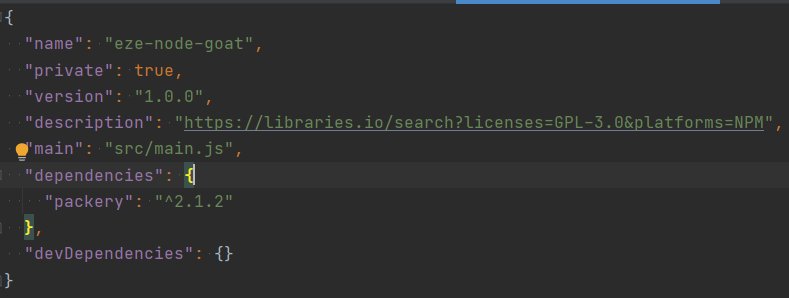 {
"name": "eze-node-goat",
"private": true,
"version": "1.0.0",
"description": "https://libraries.io/search?licenses=GPL-3.0&platforms=NPM",
"main": "src/main.js",
"dependencies": {
"packery": "^2.1.2"
},
"devDependencies": {}
}